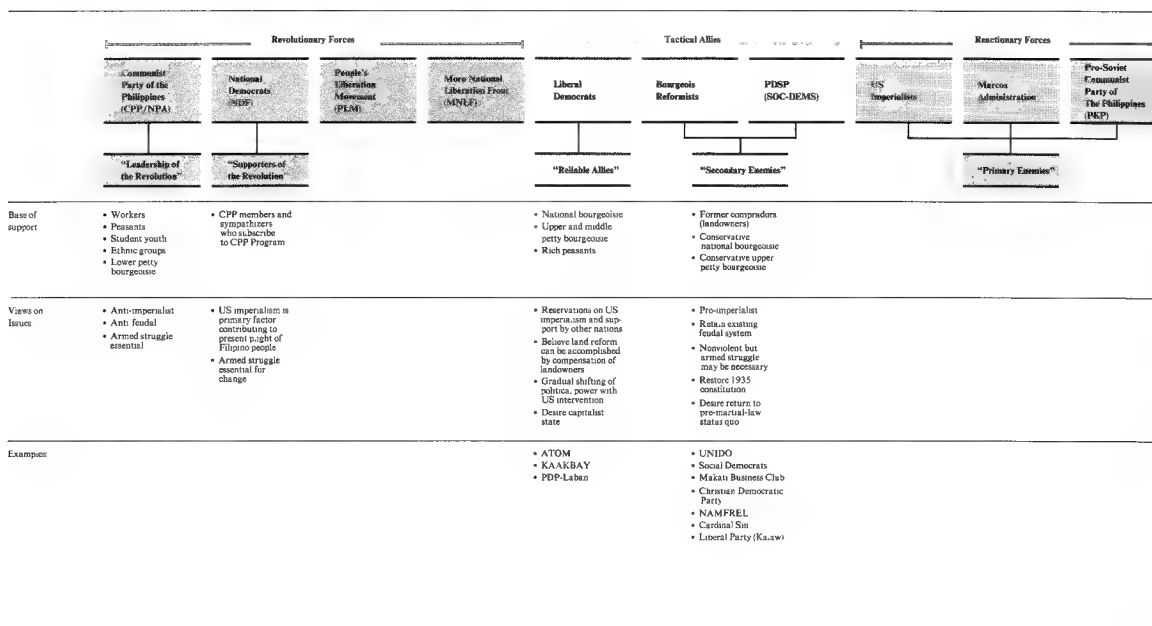 Revolutionary Forces
Tactical Allies
Reactionary Forces
Communist
Party of the
Philippines
(CPP/NPA)
National
Democrats
(NDF)
People's
Liberation
Movement
(PLM)
Moro National
Liberation Front
(MNLF)
Liberal
Democrats
Bourgeois
Reformists
PDSP
(SOC-DEMS)
US
Imperialists
Marcos
Administration
Pro-Soviet
Communist
Party of
The Philippines
(PKP)
"Leadership of
the Revolution"
"Supporters of
the Revolution"
"Reliable Allies"
"Secondary Enemies"
"Primary Enemies"
Base of
support
• Workers
• Peasants
• Student youth
• Ethnic groups
• Lower petty
bourgeoisie
• CPP members and
sympathizers
who subscribe
to CPP Program
• National bourgeoisie
• Upper and middle
petty bourgeoisie
• Rich peasants
• Former compradors
(landowners)
• Conservative
national bourgeoisie
• Conservative upper
petty bourgeoisie
Views on
Issues
• Anti-imperialist
• Anti feudal
• Armed struggle
essential
• US imperialism is
primary factor
contributing to
present plight of
Filipino people
• Armed struggle
essential for
change
• Reservations on US
imperialism and sup-
port by other nations
• Believe land reform
can be accomplished
by compensation of
landowners
• Gradual shifting of
political power with
US intervention
• Desire capitalist
state
• Pro-imperialist
• Retain existing
feudal system
• Nonviolent but
armed struggle
may be necessary
• Restore 1935
constitution
• Desire return to
pre-martial-law
status quo
Examples
• ATOM
• KAAKBAY
• PDP-Laban
• UNIDO
• Social Democrats
• Makati Business Club
• Christian Democratic
Party
• NAMFREL
• Cardinal Sin
• Liberal Party (Kalaw)